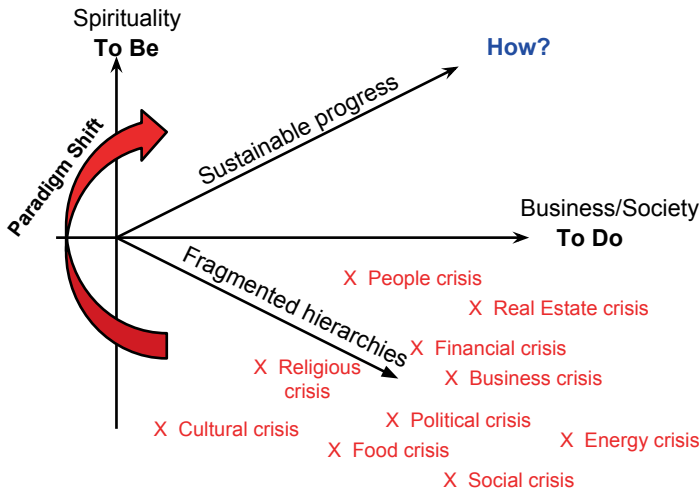 Spirituality
To Be
How?
Paradigm Shift
Sustainable progress
Business/Society
To Do
Fragmented hierarchies
X People crisis
X Real Estate crisis
X Financial crisis
X Religious
crisis
X Business crisis
X Political crisis
X Cultural crisis
X Energy crisis
X Food crisis
X Social crisis